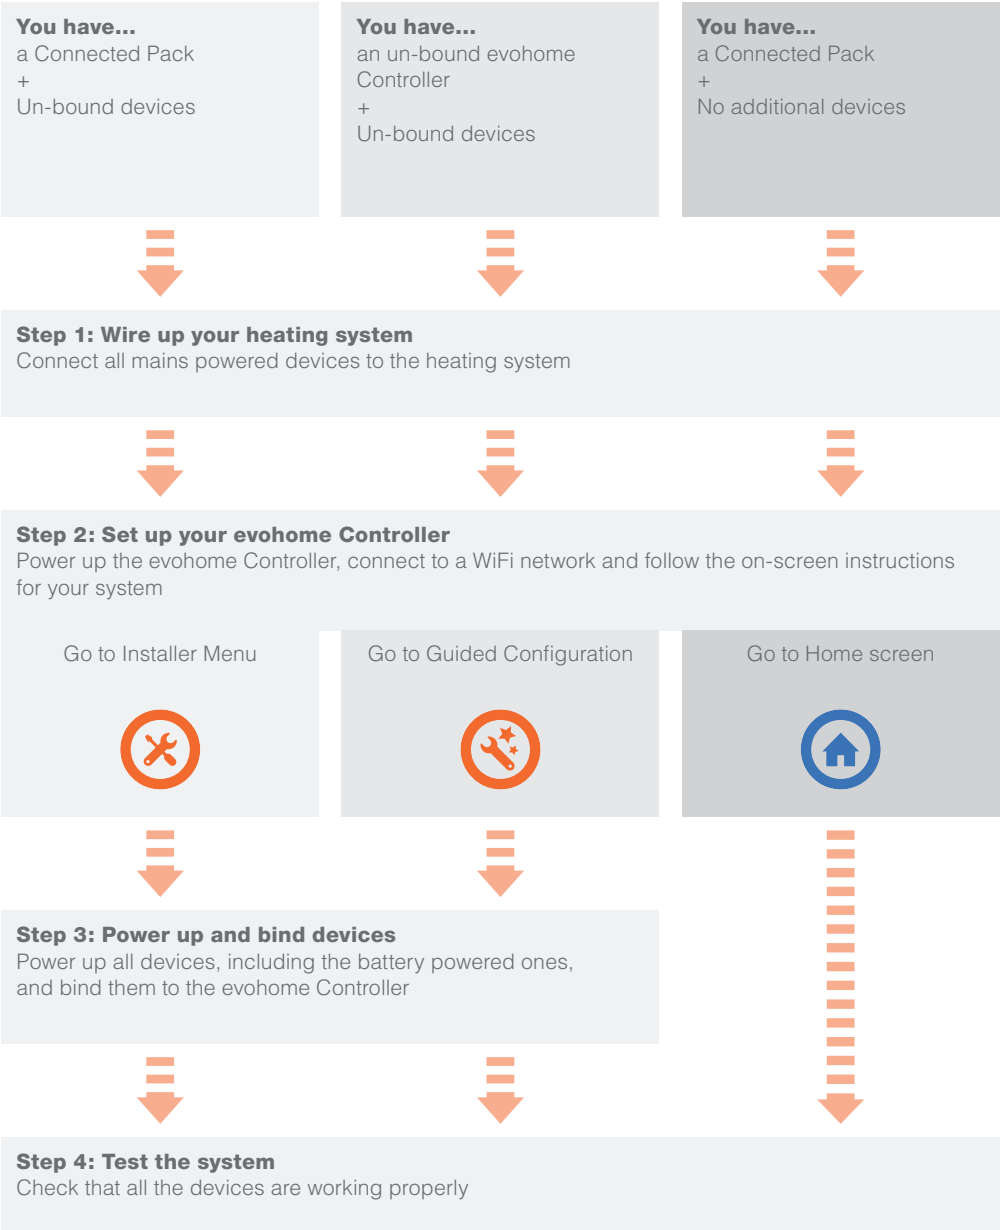 You have...
a Connected Pack
+
Un-bound devices
You have...
an un-bound evohome
Controller
+
Un-bound devices
You have...
a Connected Pack
+
No additional devices
Step 1: Wire up your heating system
Connect all mains powered devices to the heating system
Step 2: Set up your evohome Controller
Power up the evohome Controller, connect to a WiFi network and follow the on-screen instructions
for your system
Go to Installer Menu
Go to Guided Configuration
Go to Home screen
Step 3: Power up and bind devices
Power up all devices, including the battery powered ones,
and bind them to the evohome Controller
Step 4: Test the system
Check that all the devices are working properly